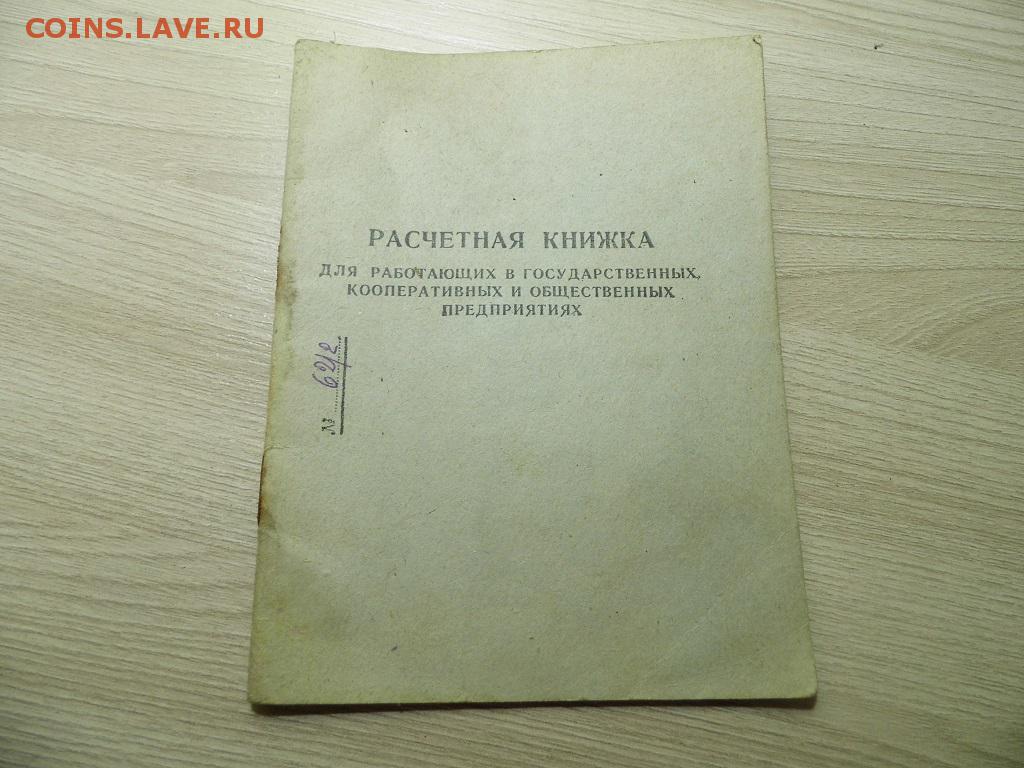 COINS.LAVE.RU
РАСЧЕТНАЯ КНИЖКА
ДЛЯ РАБОТАЮЩИХ В ГОСУДАРСТВЕННЫХ,
КООПЕРАТИВНЫХ И ОБЩЕСТВЕННЫХ
ПРЕДПРИЯТИЯХ
№ 6212